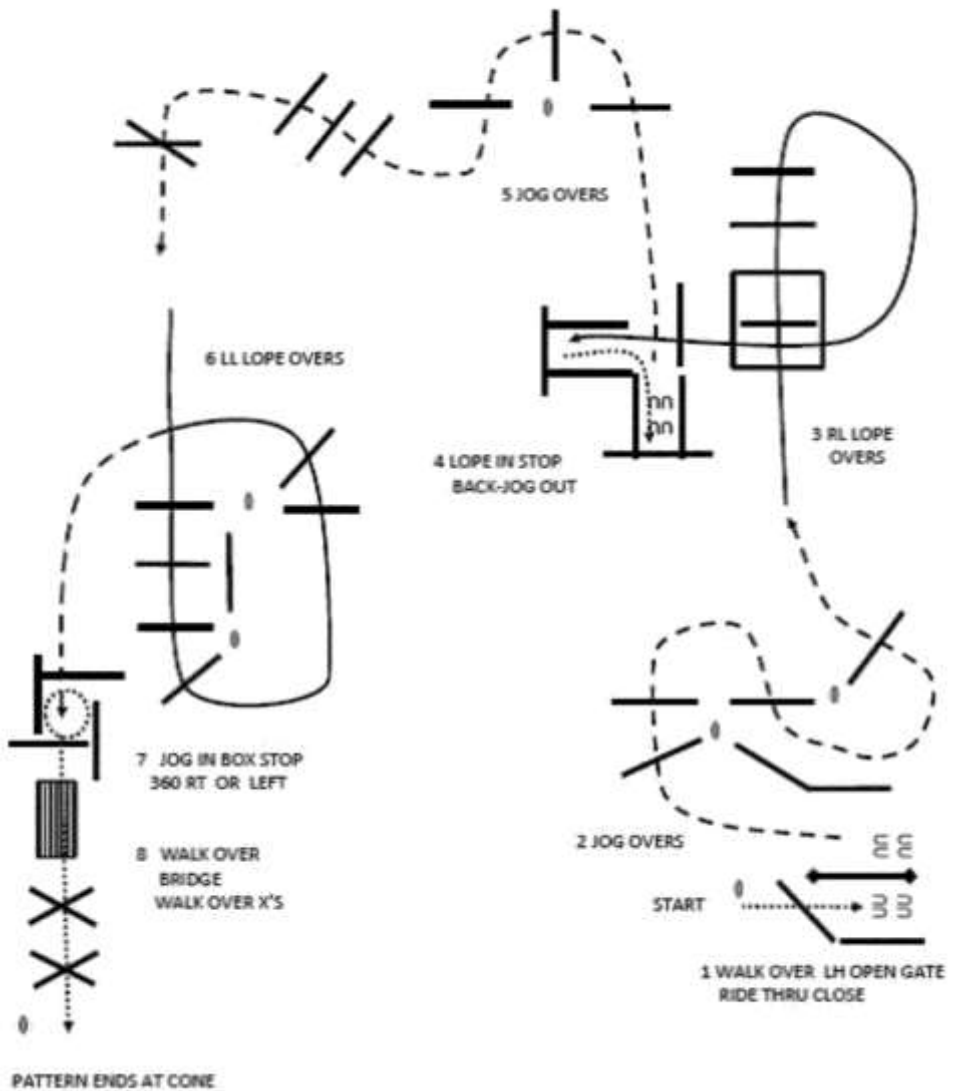 5 JOG OVERS
6 LL LOPE OVERS
3 RL LOPE
OVERS
4 LOPE IN STOP
BACK-JOG OUT
7 JOG IN BOX STOP
360 RT OR LEFT
2 JOG OVERS
8 WALK OVER
BRIDGE
WALK OVER X'S
START
1 WALK OVER LH OPEN GATE
RIDE THRU CLOSE
PATTERN ENDS AT CONE